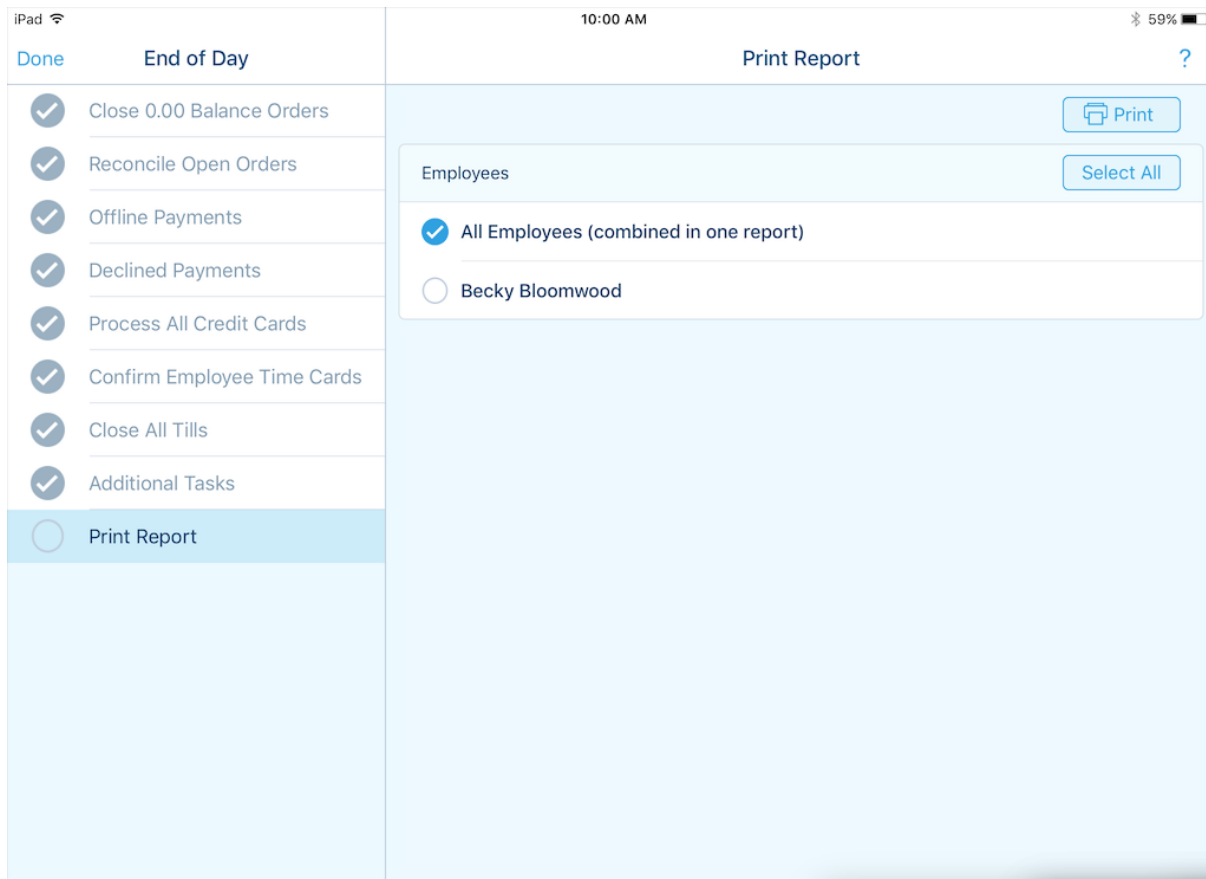 iPad
10:00 AM
59%
Done
End of Day
Print Report
?
Close 0.00 Balance Orders
Reconcile Open Orders
Offline Payments
Declined Payments
Process All Credit Cards
Confirm Employee Time Cards
Close All Tills
Additional Tasks
Print Report
Print
Employees
Select All
All Employees (combined in one report)
Becky Bloomwood